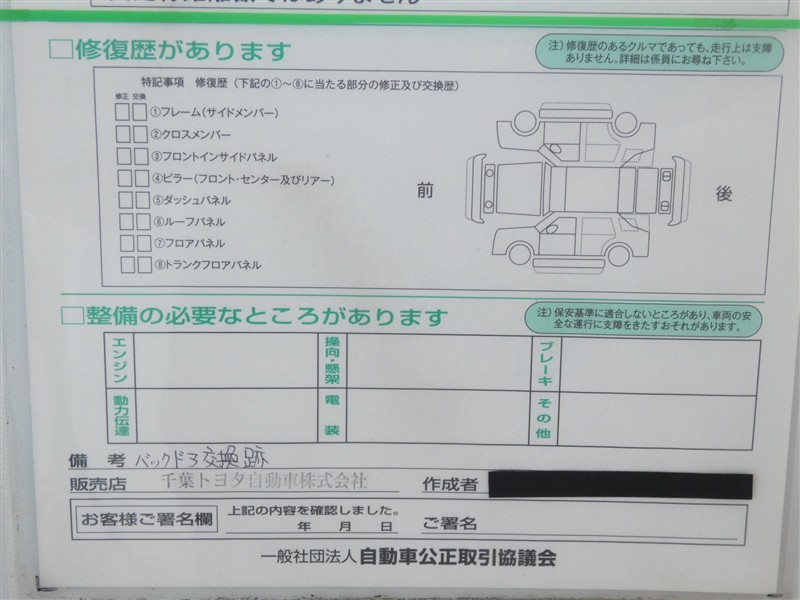 □修復歴があります
注）修復歴のあるクルマであっても、走行上は支障
ありません。詳細は係員にお尋ね下さい。
特記事項 修復歴（下記の①〜⑧に当たる部分の修正及び交換歴）
修正 交換
①フレーム（サイドメンバー）
②クロスメンバー
③フロントインサイドパネル
④ピラー（フロント・センター及びリアー）
⑤ダッシュパネル
⑥ルーフパネル
⑦フロアパネル
⑧トランクフロアパネル
前
後
□整備の必要なところがあります
注）保安基準に適合しないところがあり、車両の安
全な運行に支障をきたすおそれがあります。
エンジン
操向・懸架
ブレーキ
動力伝達
電装
その他
備考 バックドア交換跡
販売店 千葉トヨタ自動車株式会社 作成者
お客様ご署名欄
上記の内容を確認しました。
年 月 日 ご署名
一般社団法人 自動車公正取引協議会